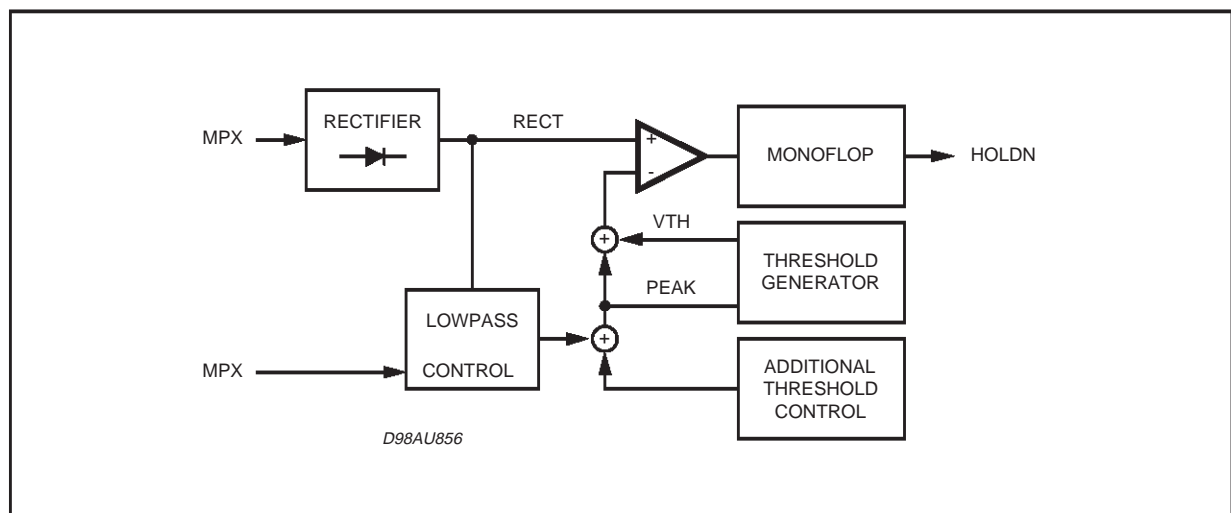 RECTIFIER
MPX
RECT
+
-
MONOFLOP
HOLDN
VTH
+
THRESHOLD
GENERATOR
PEAK
LOWPASS
CONTROL
+
MPX
ADDITIONAL
THRESHOLD
CONTROL
D98AU856